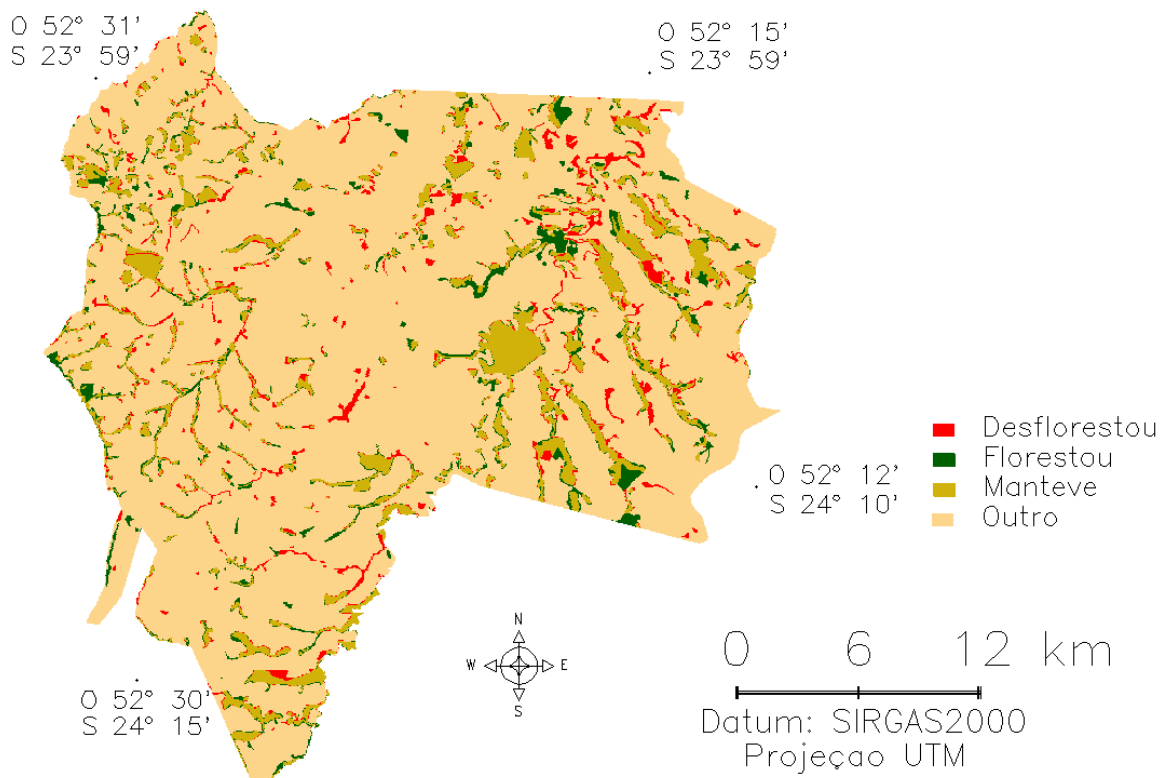 O 52° 31'
S 23° 59'
O 52° 15'
S 23° 59'
Desflorestou
Florestou
Manteve
Outro
O 52° 12'
S 24° 10'
N
W E
S
0 6 12 km
O 52° 30'
S 24° 15'
Datum: SIRGAS2000
Projeçao UTM